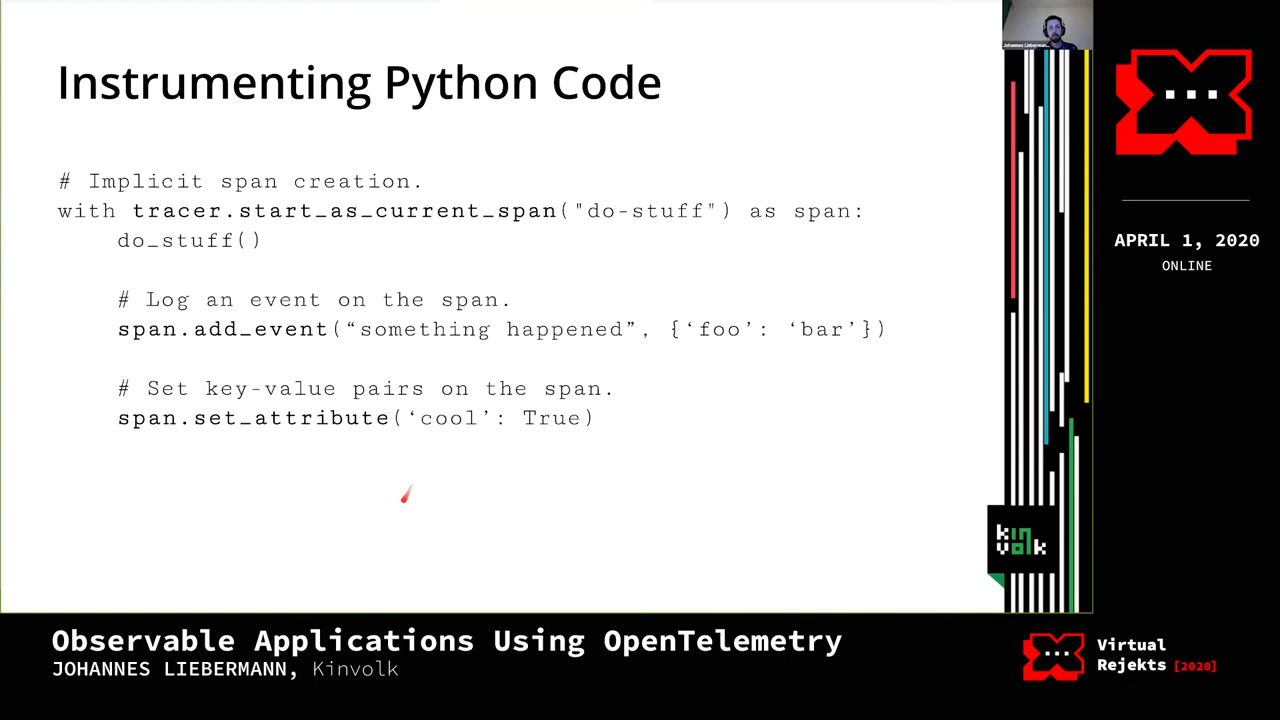 Instrumenting Python Code
# Implicit span creation.
with tracer.start_as_current_span("do-stuff") as span:
do_stuff()
# Log an event on the span.
span.add_event(“something happened”, {‘foo’: ‘bar’})
# Set key-value pairs on the span.
span.set_attribute(‘cool’: True)
kin
volk
APRIL 1, 2020
ONLINE
Observable Applications Using OpenTelemetry
JOHANNES LIEBERMANN, Kinvolk
Virtual
Rejekts [2020]